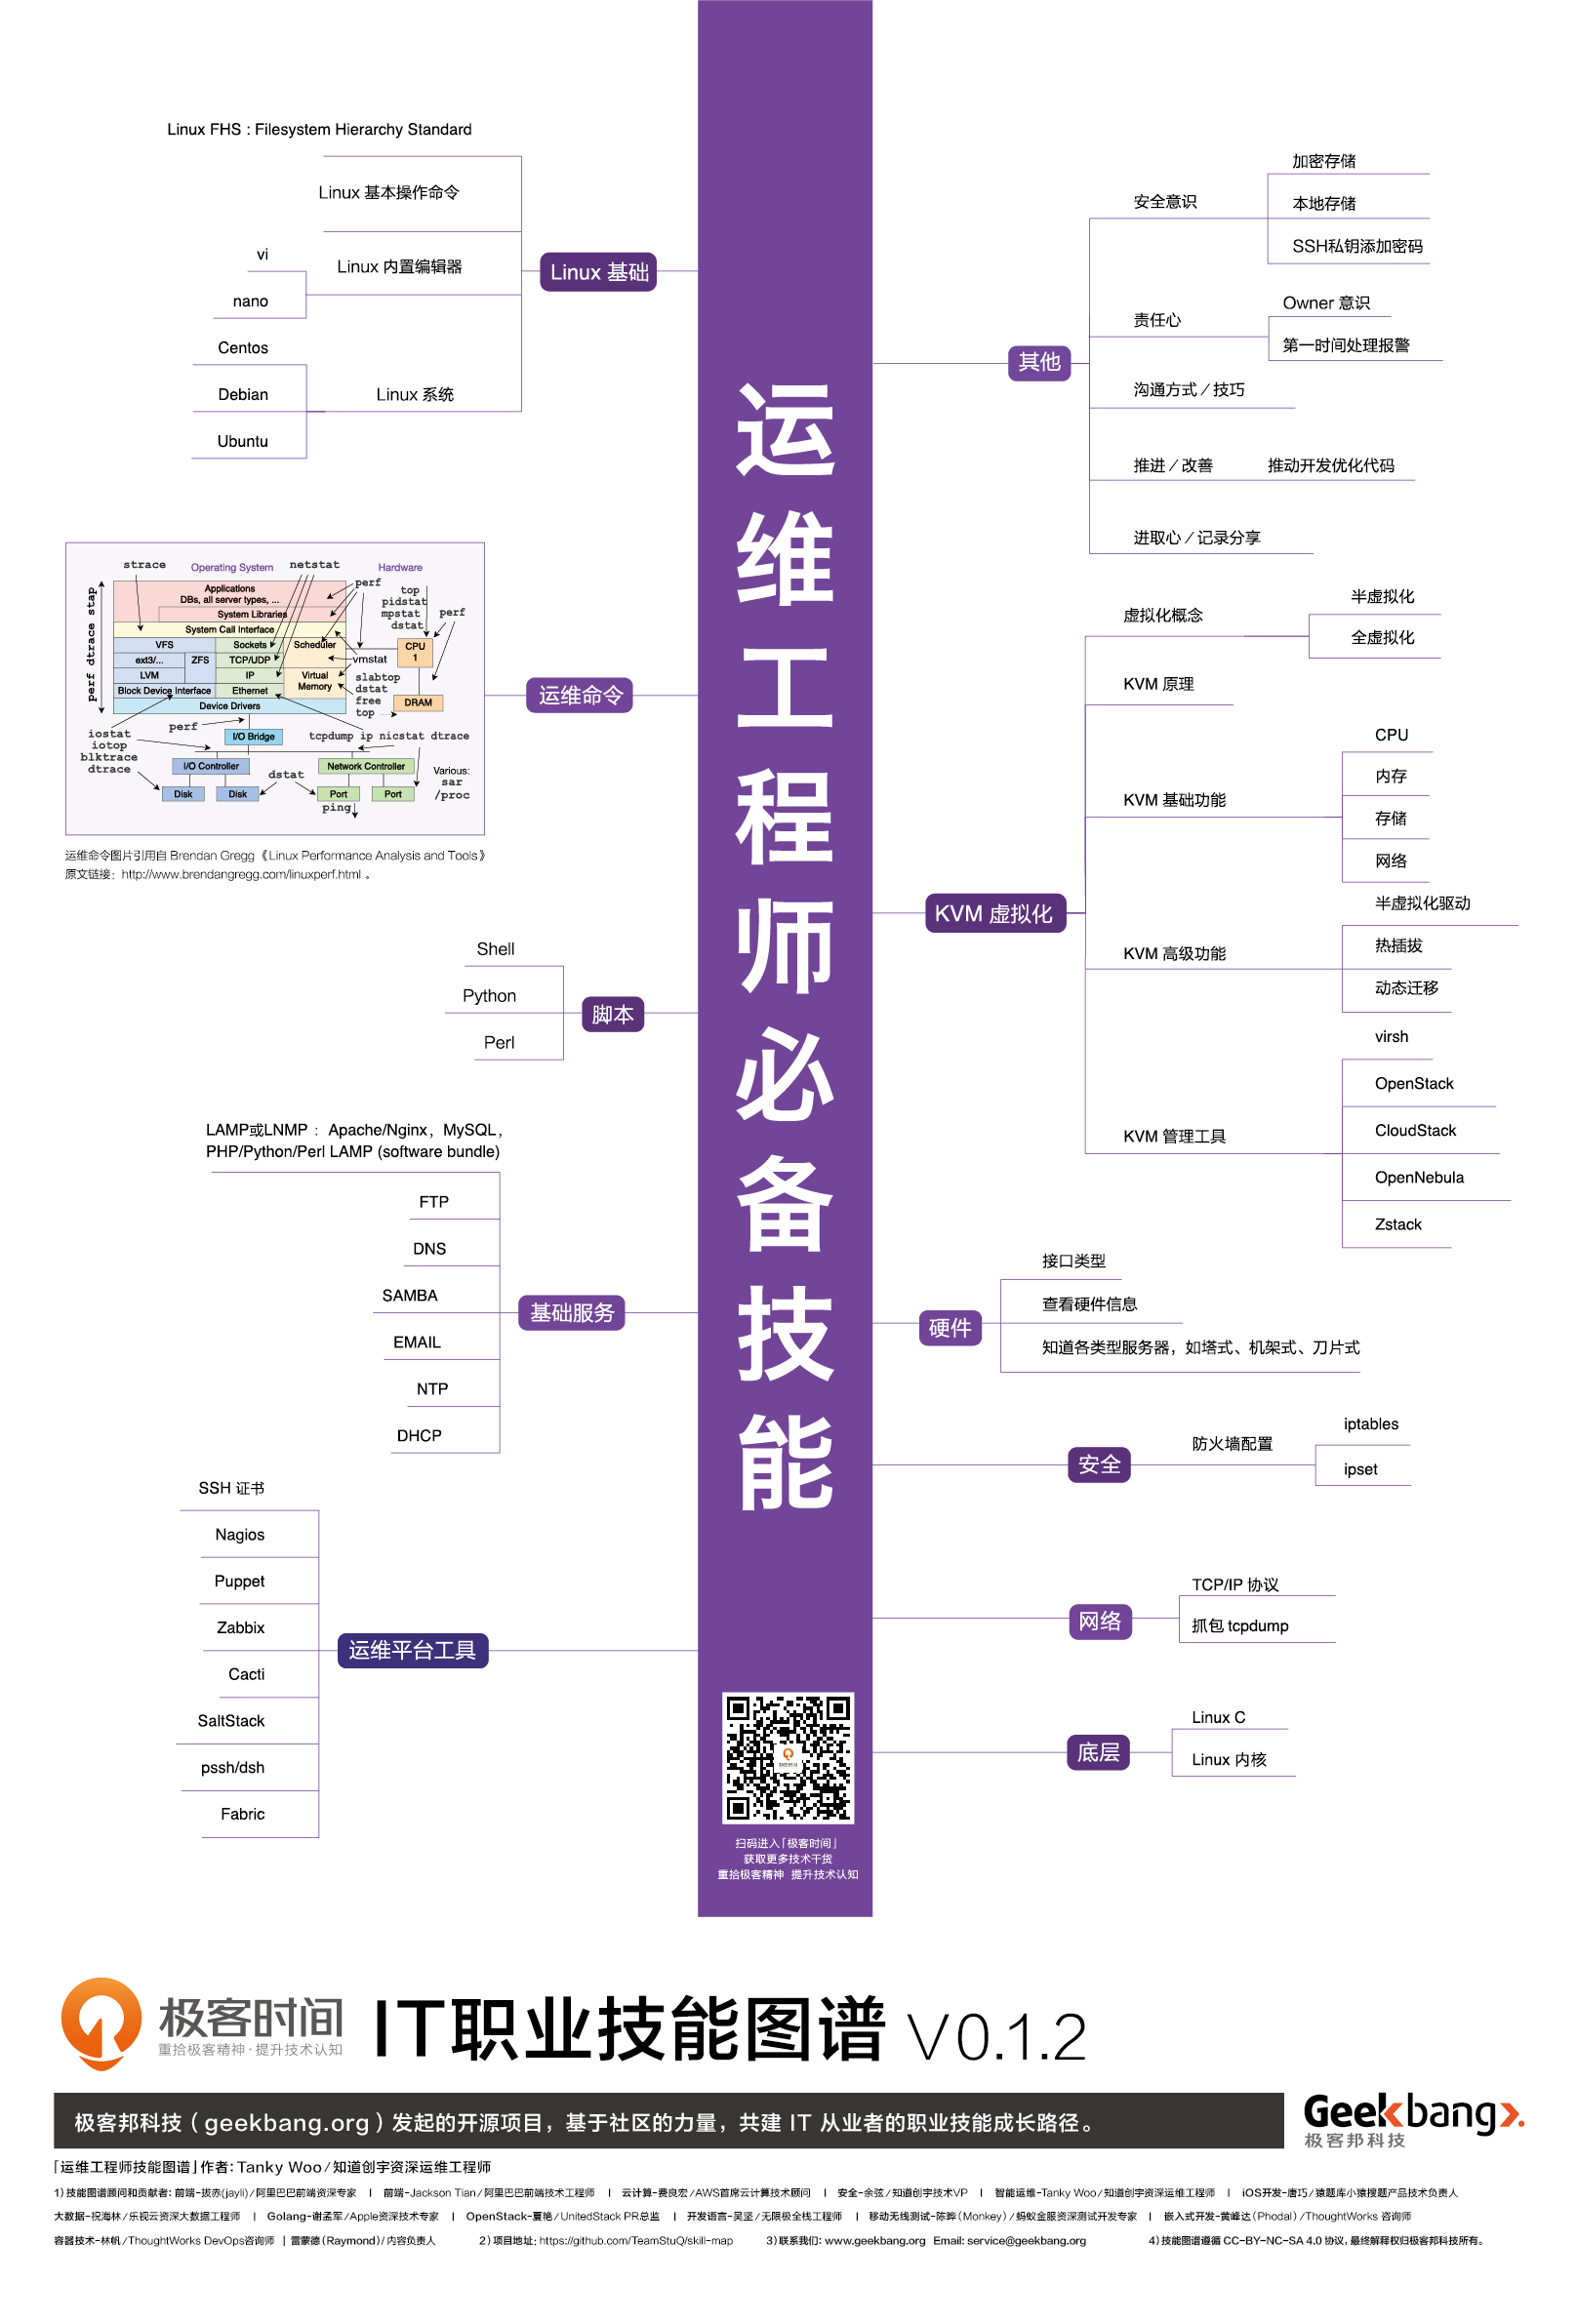 Linux FHS : Filesystem Hierarchy Standard
Linux 基本操作命令
vi
Linux 内置编辑器
Linux 基础
nano
Centos
Debian
Linux 系统
Ubuntu
strace
Operating System
netstat
Hardware
perf dtrace stap
Applications
DBs, all server types, ...
System Libraries
System Call Interface
VFS
Sockets
Scheduler
ext3/...
ZFS
TCP/UDP
LVM
IP
Virtual
Memory
Block Device Interface
Ethernet
Device Drivers
perf
top
pidstat
mpstat
dstat
perf
CPU
1
vmstat
slabtop
dstat
free
top
DRAM
iostat
iotop
blktrace
dtrace
perf
I/O Bridge
tcpdump ip nicstat dtrace
I/O Controller
Network Controller
dstat
Disk
Disk
Port
Port
ping
Various:
sar
/proc
运维命令
运维命令图片引用自 Brendan Gregg《Linux Performance Analysis and Tools》
原文链接：http://www.brendangregg.com/linuxperf.html 。
Shell
Python
脚本
Perl
LAMP或LNMP ：Apache/Nginx，MySQL，
PHP/Python/Perl LAMP (software bundle)
FTP
DNS
SAMBA
基础服务
EMAIL
NTP
DHCP
SSH 证书
Nagios
Puppet
Zabbix
运维平台工具
Cacti
SaltStack
pssh/dsh
Fabric
运维工程师必备技能
扫码进入「极客时间」
获取更多技术干货
重拾极客精神 提升技术认知
加密存储
安全意识
本地存储
SSH私钥添加密码
Owner 意识
责任心
第一时间处理报警
其他
沟通方式／技巧
推进／改善
推动开发优化代码
进取心／记录分享
半虚拟化
虚拟化概念
全虚拟化
KVM 原理
CPU
内存
KVM 基础功能
存储
网络
半虚拟化驱动
KVM 虚拟化
KVM 高级功能
热插拔
动态迁移
virsh
OpenStack
CloudStack
KVM 管理工具
OpenNebula
Zstack
接口类型
查看硬件信息
硬件
知道各类型服务器，如塔式、机架式、刀片式
iptables
防火墙配置
安全
ipset
TCP/IP 协议
网络
抓包 tcpdump
Linux C
底层
Linux 内核
极客时间
重拾极客精神·提升技术认知
IT职业技能图谱 V0.1.2
极客邦科技（geekbang.org）发起的开源项目，基于社区的力量，共建 IT 从业者的职业技能成长路径。
Geekbang
极客邦科技
「运维工程师技能图谱」作者：Tanky Woo／知道创宇资深运维工程师
1）技能图谱顾问和贡献者：前端-拔赤(jayli)／阿里巴巴前端资深专家 | 前端-Jackson Tian／阿里巴巴前端技术工程师 | 云计算-费良宏／AWS首席云计算技术顾问 | 安全-余弦／知道创宇技术VP | 智能运维-Tanky Woo／知道创宇资深运维工程师 | iOS开发-唐巧／猿题库小猿搜题产品技术负责人
大数据-祝海林／乐视云资深大数据工程师 | Golang-谢孟军／Apple资深技术专家 | OpenStack-夏艳／UnitedStack PR总监 | 开发语言-吴坚／无限极全栈工程师 | 移动无线测试-陈晔（Monkey）／蚂蚁金服资深测试开发专家 | 嵌入式开发-黄峰达（Phodal）／ThoughtWorks 咨询师
容器技术-林帆／ThoughtWorks DevOps咨询师 | 雷蒙德（Raymond）／内容负责人 2）项目地址：https://github.com/TeamStuQ/skill-map 3）联系我们：www.geekbang.org Email: service@geekbang.org 4）技能图谱遵循 CC-BY-NC-SA 4.0 协议，最终解释权归极客邦科技所有。